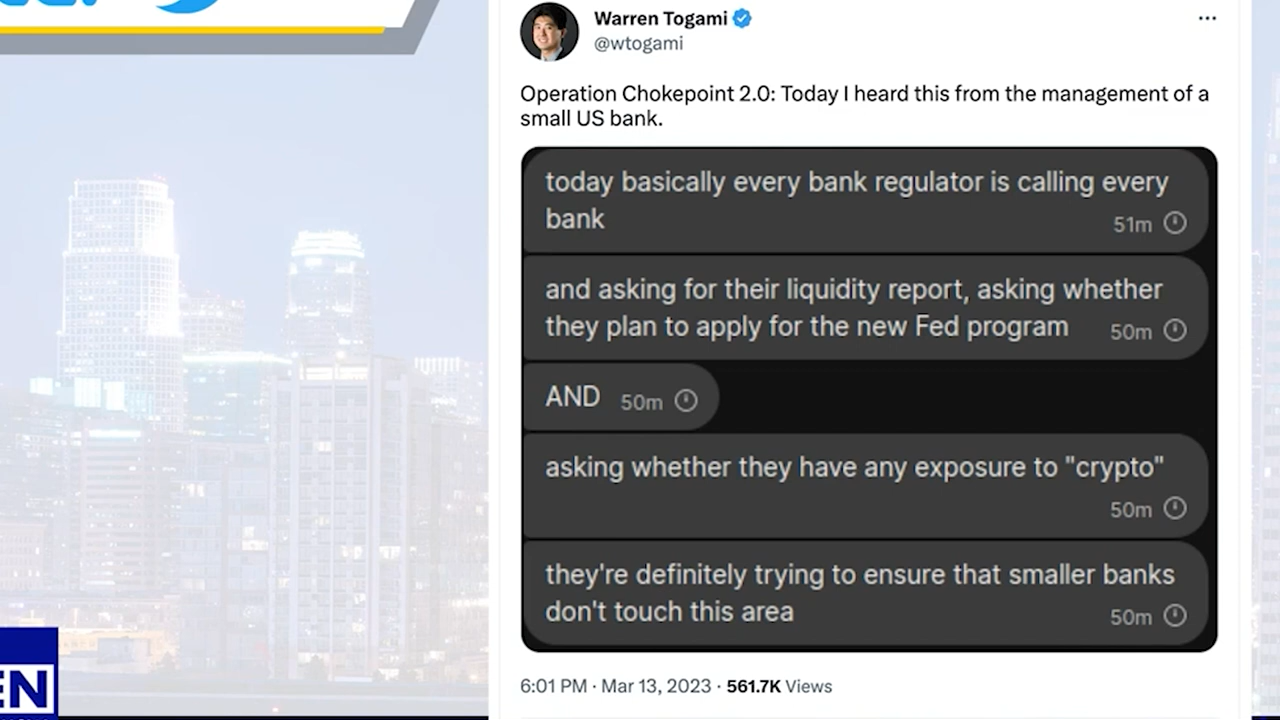 Warren Togami
@wtogami
Operation Chokepoint 2.0: Today I heard this from the management of a
small US bank.
today basically every bank regulator is calling every
bank
51m
and asking for their liquidity report, asking whether
they plan to apply for the new Fed program
50m
AND
50m
asking whether they have any exposure to "crypto"
50m
they're definitely trying to ensure that smaller banks
don't touch this area
50m
6:01 PM · Mar 13, 2023 · 561.7K Views
EN